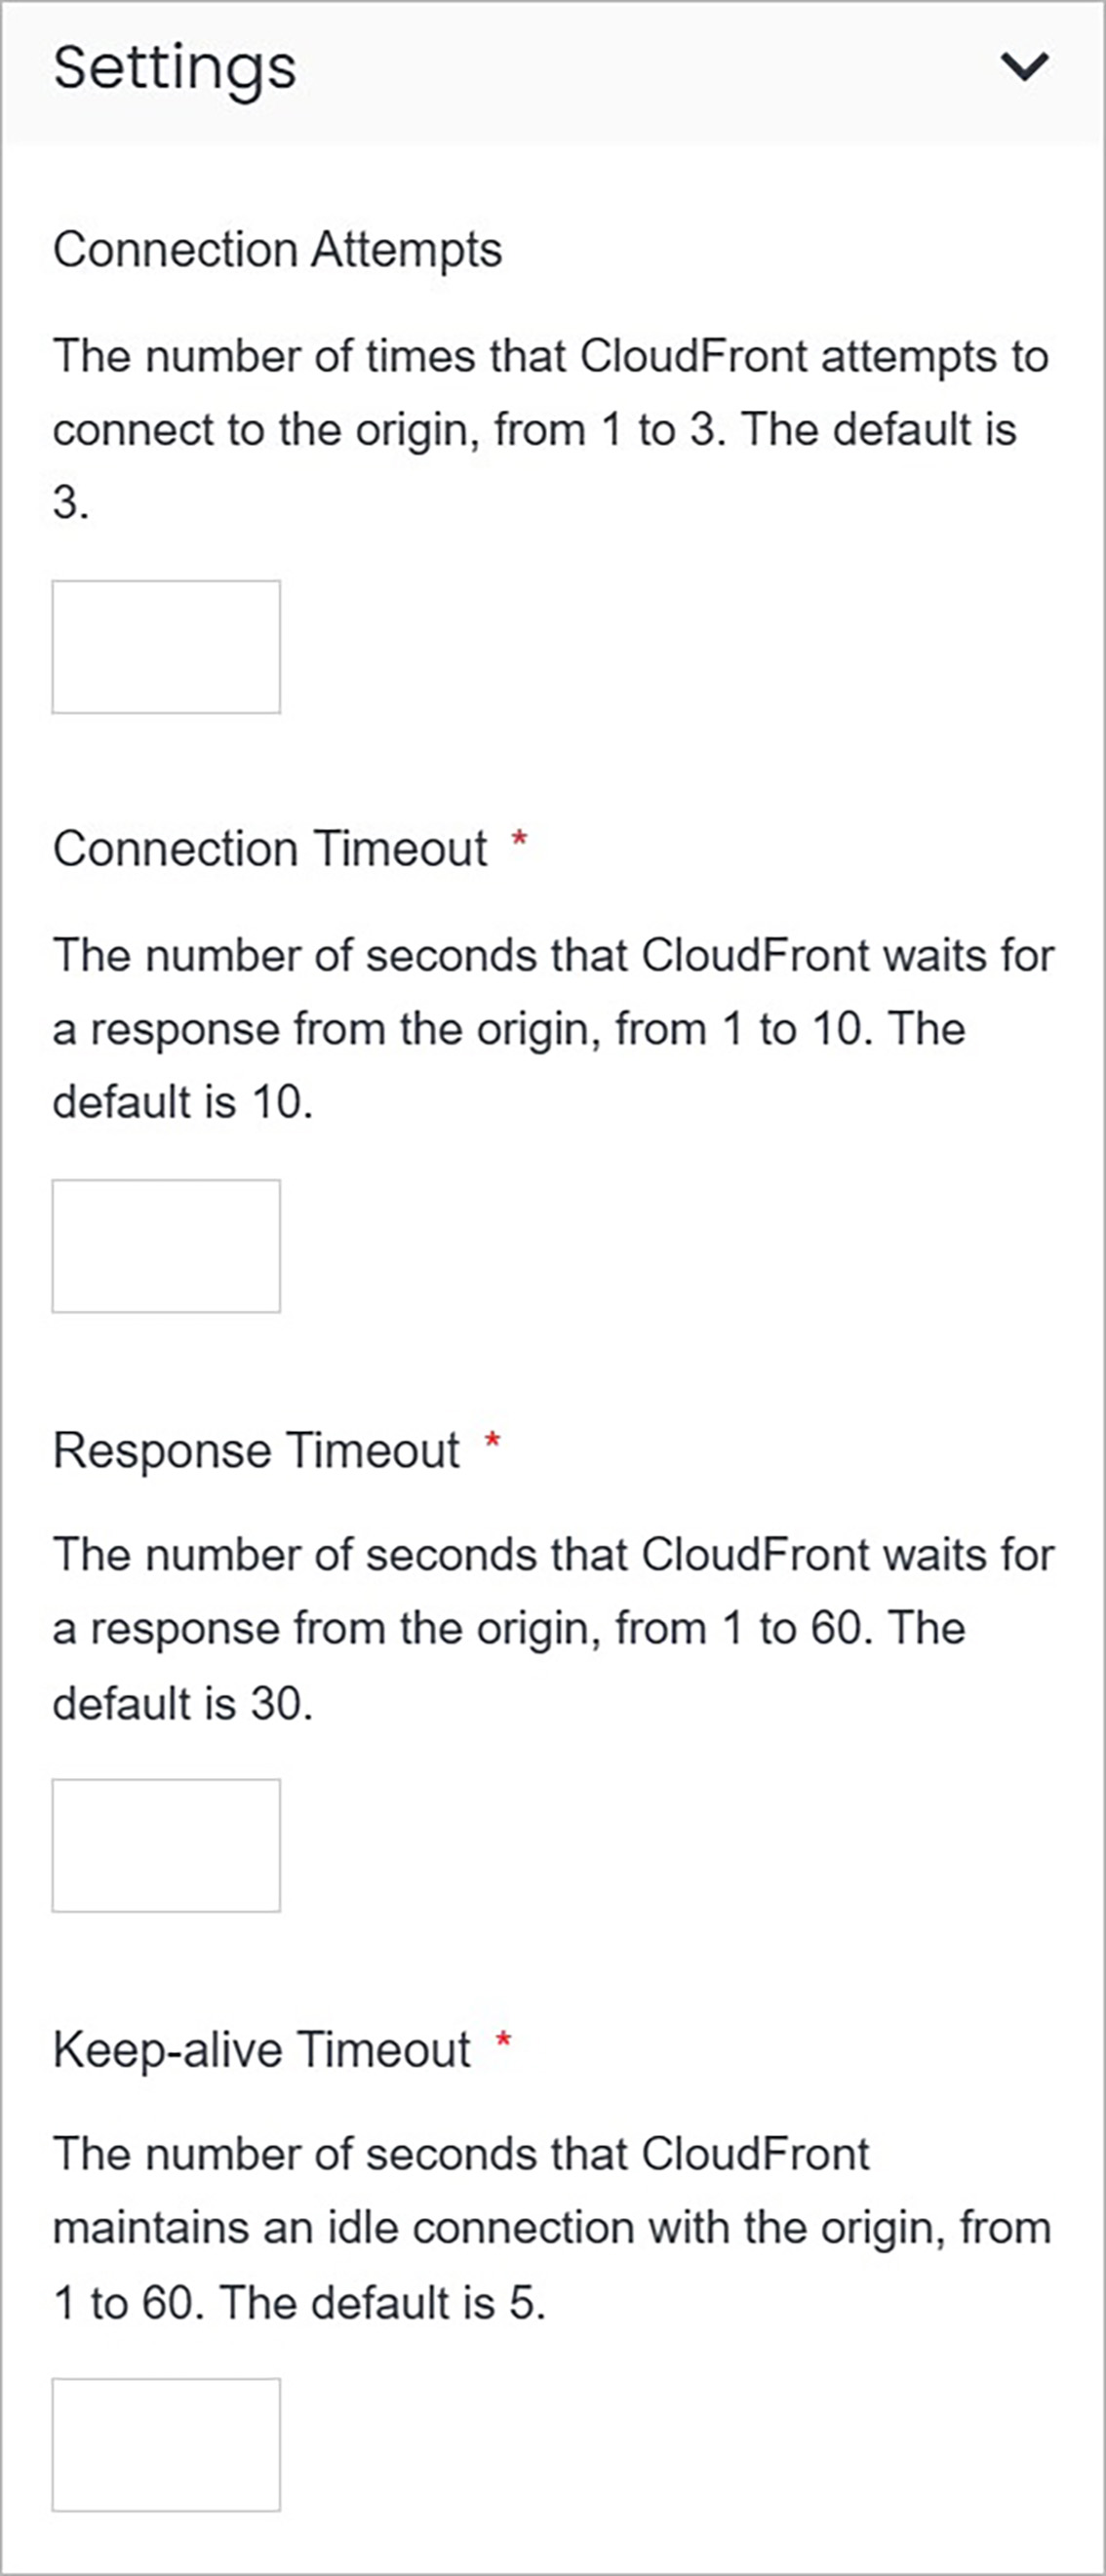 Settings
Connection Attempts
The number of times that CloudFront attempts to
connect to the origin, from 1 to 3. The default is
3.
Connection Timeout *
The number of seconds that CloudFront waits for
a response from the origin, from 1 to 10. The
default is 10.
Response Timeout *
The number of seconds that CloudFront waits for
a response from the origin, from 1 to 60. The
default is 30.
Keep-alive Timeout *
The number of seconds that CloudFront
maintains an idle connection with the origin, from
1 to 60. The default is 5.